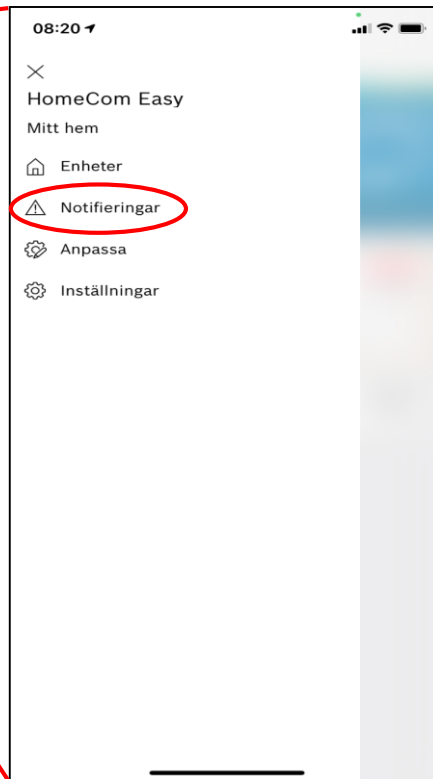 08:20
HomeCom Easy
Mitt hem
Enheter
Notifieringar
Anpassa
Inställningar